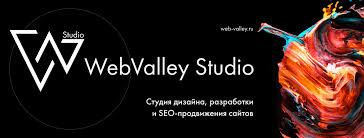 Studio
web-valley.ru
WebValley Studio
Студия дизайна, разработки
и SEO-продвижения сайтов